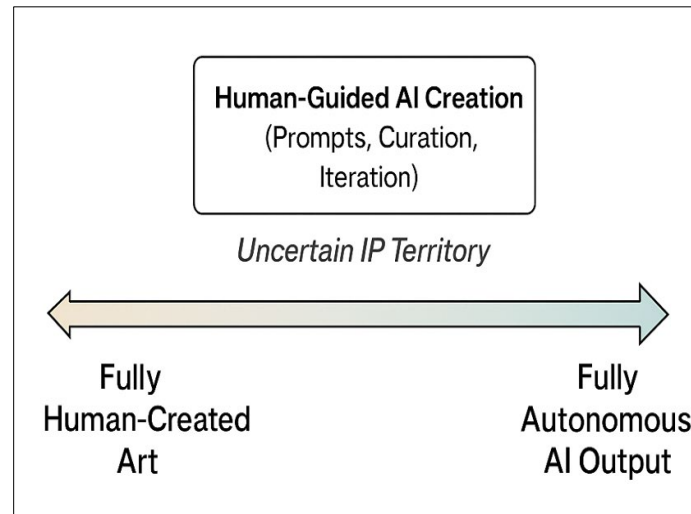 Human-Guided AI Creation
(Prompts, Curation,
Iteration)
Uncertain IP Territory
Fully
Human-Created
Art
Fully
Autonomous
AI Output